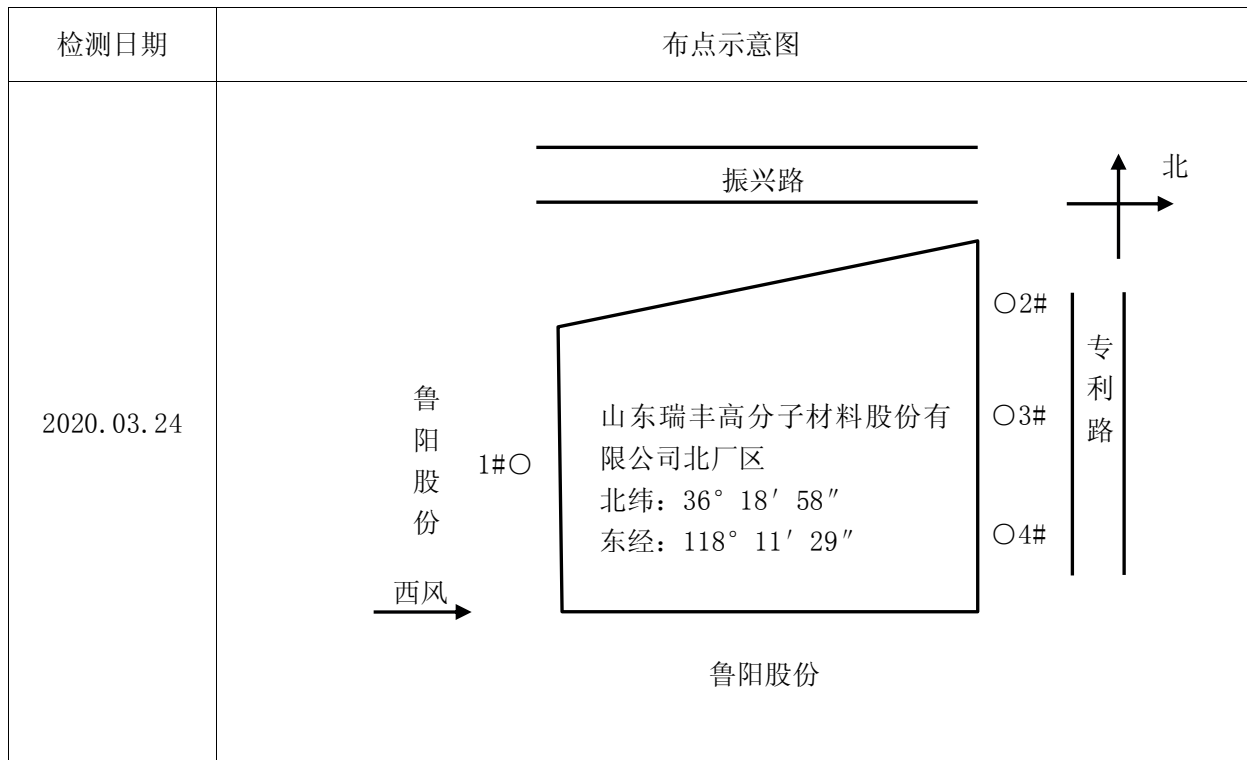 检测日期
布点示意图
2020.03.24
振兴路
北
○2#
专利路
鲁阳股份
1#○
山东瑞丰高分子材料股份有
限公司北厂区
北纬：36° 18′ 58″
东经：118° 11′ 29″
○3#
○4#
西风
鲁阳股份